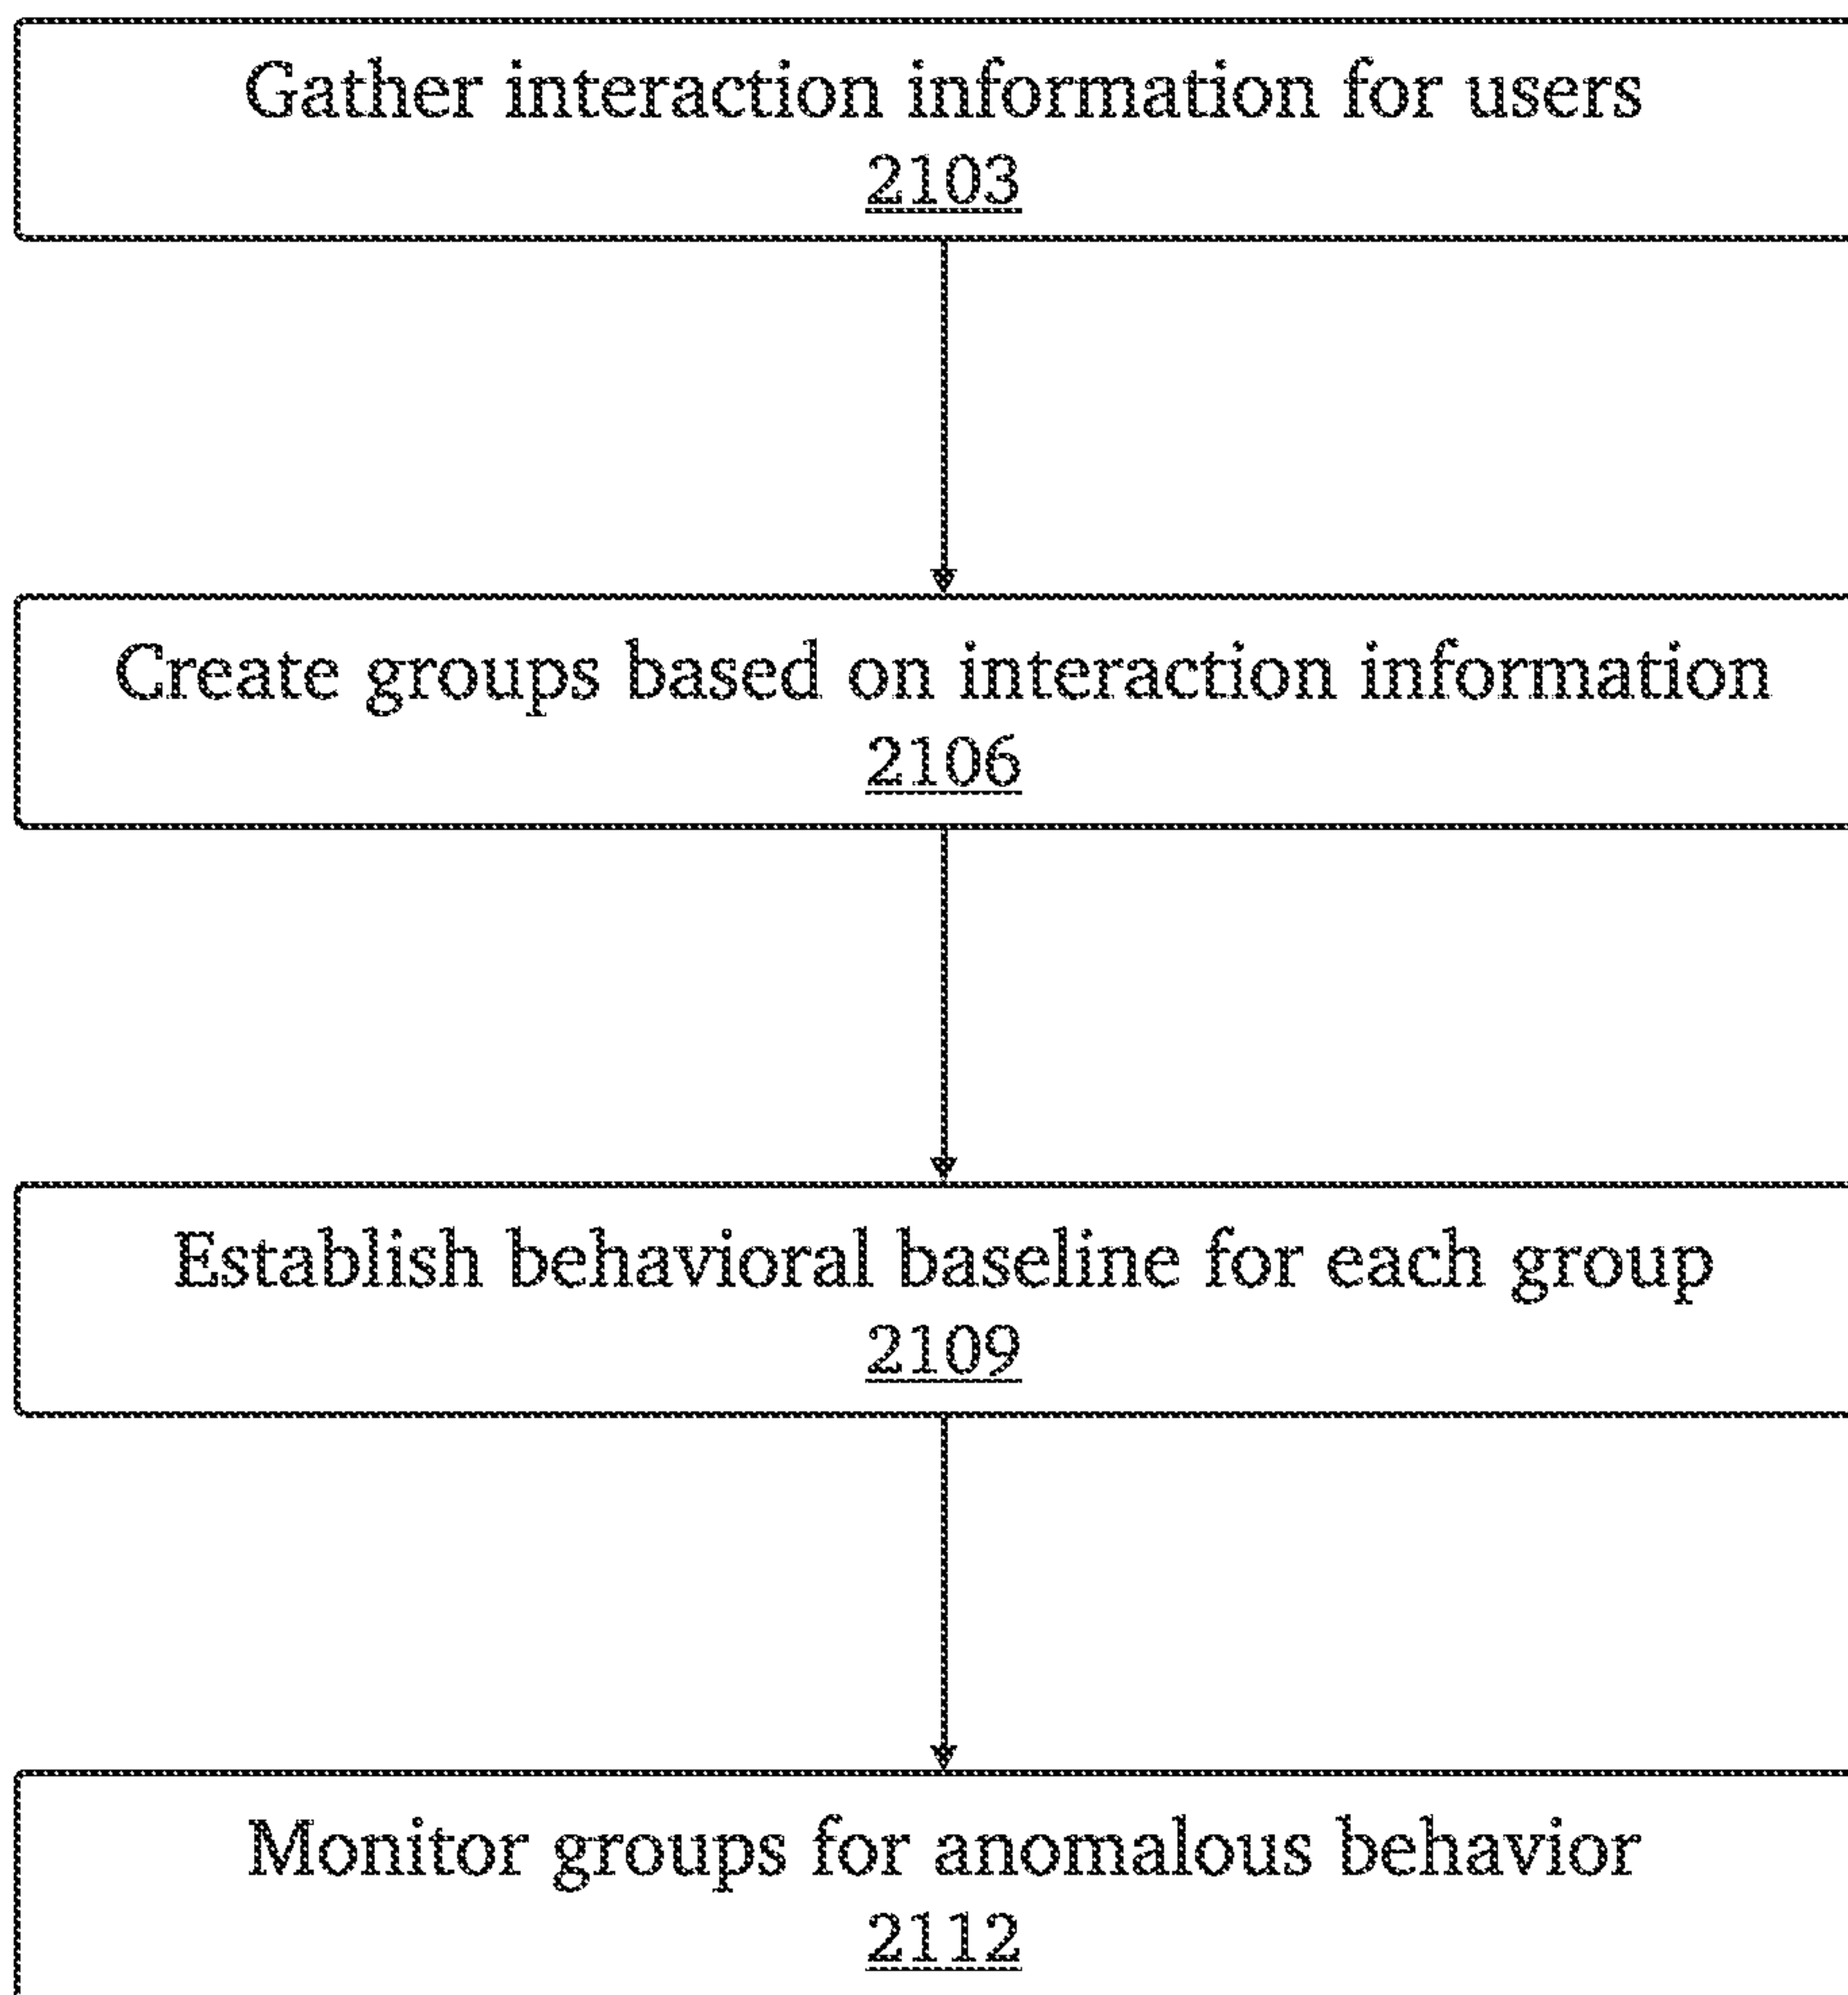 Gather interaction information for users
2103
Create groups based on interaction information
2106
Establish behavioral baseline for each group
2109
Monitor groups for anomalous behavior
2112